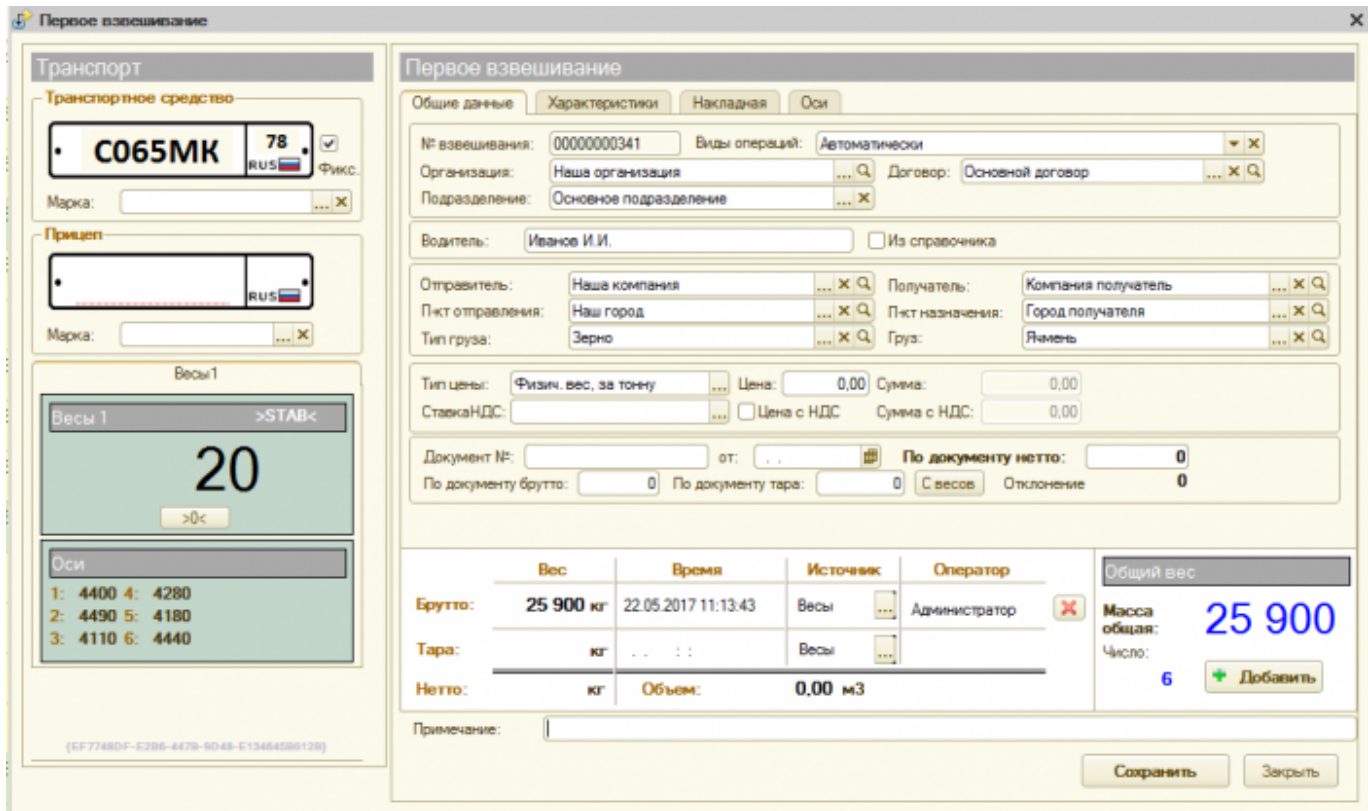 Первое взвешивание
Транспорт
Транспортное средство
С065МК 78 RUS
Фикс.
Марка: ... ×
Прицеп
RUS
Марка: ... ×
Весы1
Весы 1 >STAB<
20
>0<
Оси
1: 4400 4: 4280
2: 4490 5: 4180
3: 4110 6: 4440
Первое взвешивание
Общие данные Характеристики Накладная Оси
№ взвешивания: 00000000341 Виды операций: Автоматически
Организация: Наша организация ... Договор: Основной договор ... ×
Подразделение: Основное подразделение ... ×
Водитель: Иванов И.И. Из справочника
Отправитель: Наша компания ... × Получатель: Компания получатель ... ×
П-кт отправления: Наш город ... × П-кт назначения: Город получателя ... ×
Тип груза: Зерно ... × Груз: Ячмень ... ×
Тип цены: Физич. вес, за тонну ... Цена: 0,00 Сумма: 0,00
СтавкаНДС: ... Цена с НДС Сумма с НДС: 0,00
Документ №: от: . . По документу нетто: 0
По документу брутто: 0 По документу тара: 0 С весов Отклонение 0
Вес Время Источник Оператор
Брутто: 25 900 кг 22.05.2017 11:13:43 Весы ... Администратор
Тара: кг . . : : Весы ...
Нетто: кг Объем: 0,00 м3
Общий вес
Масса общая: 25 900
Число: 6
Добавить
Примечание:
Сохранить Закрыть